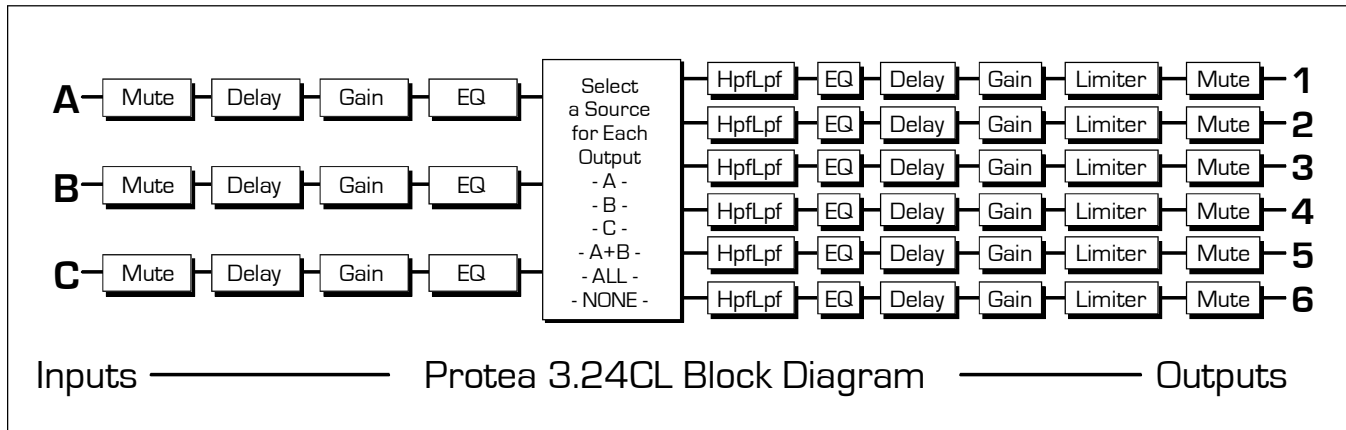 A Mute Delay Gain EQ
B Mute Delay Gain EQ
C Mute Delay Gain EQ
Select
a Source
for Each
Output
- A -
- B -
- C -
- A+B -
- ALL -
- NONE -
HpfLpf EQ Delay Gain Limiter Mute 1
HpfLpf EQ Delay Gain Limiter Mute 2
HpfLpf EQ Delay Gain Limiter Mute 3
HpfLpf EQ Delay Gain Limiter Mute 4
HpfLpf EQ Delay Gain Limiter Mute 5
HpfLpf EQ Delay Gain Limiter Mute 6
Inputs Protea 3.24CL Block Diagram Outputs